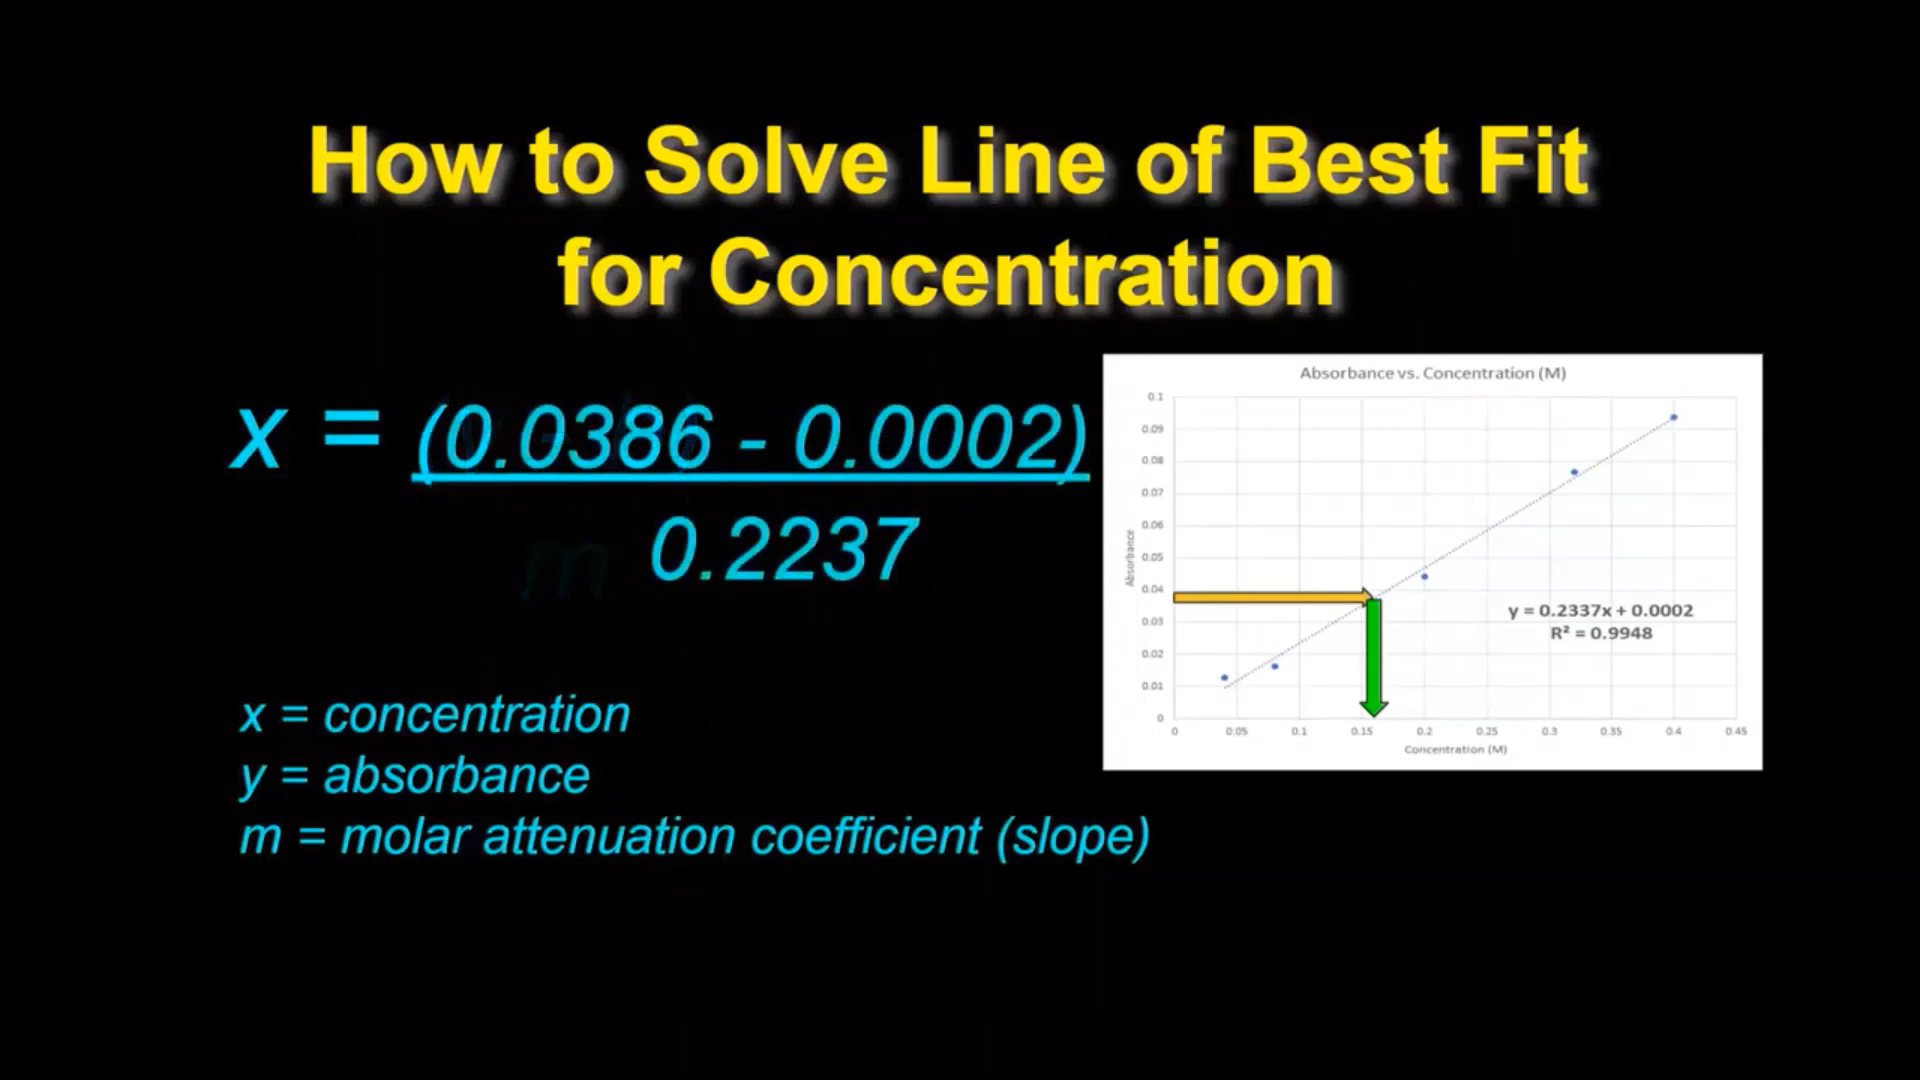 How to Solve Line of Best Fit
for Concentration
x = (0.0386 - 0.0002)
m 0.2237
x = concentration
y = absorbance
m = molar attenuation coefficient (slope)
Absorbance vs. Concentration (M)
0.1
0.09
0.08
0.07
0.06
0.05
0.04
0.03
0.02
0.01
0
Absorbance
y = 0.2337x + 0.0002
R² = 0.9948
0 0.05 0.1 0.15 0.2 0.25 0.3 0.35 0.4 0.45
Concentration (M)